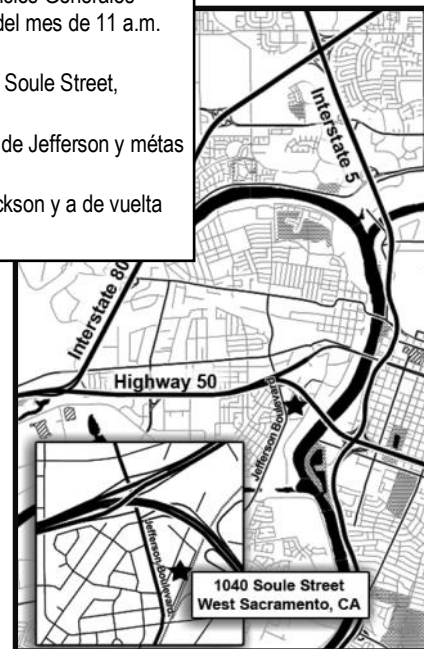 Generales
del mes de 11 a.m.
Soule Street,
de Jefferson y métas
ckson y a de vuelta
Interstate 5
Interstate 80
Highway 50
Jefferson Boulevard
Jefferson Boulevard
1040 Soule Street
West Sacramento, CA